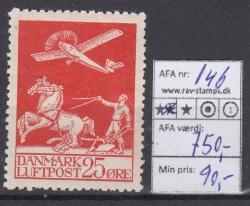 AFA nr: 146
www.rav-stamps.dk
AFA værdi:
750,-
Min pris:
90,-
DANMARK
LUFTPOST 25 ØRE